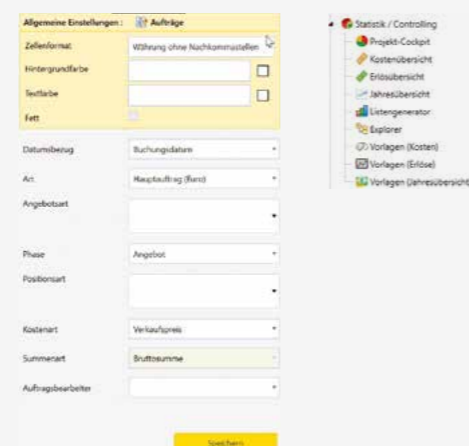 Allgemeine Einstellungen : Aufträge
Zellenformat Währung ohne Nachkommastellen
Hintergrundfarbe
Textfarbe
Fett
Datumsbezug Buchungsdatum
Art Hauptauftrag (Euro)
Angebotsart
Phase Angebot
Positionsart
Kostenart Verkaufspreis
Summenart Bruttosumme
Auftragsbearbeiter
Speichern
Statistik / Controlling
Projekt-Cockpit
Kostenübersicht
Erlösübersicht
Jahresübersicht
Listengenerator
Explorer
Vorlagen (Kosten)
Vorlagen (Erlöse)
Vorlagen (Jahresübersicht